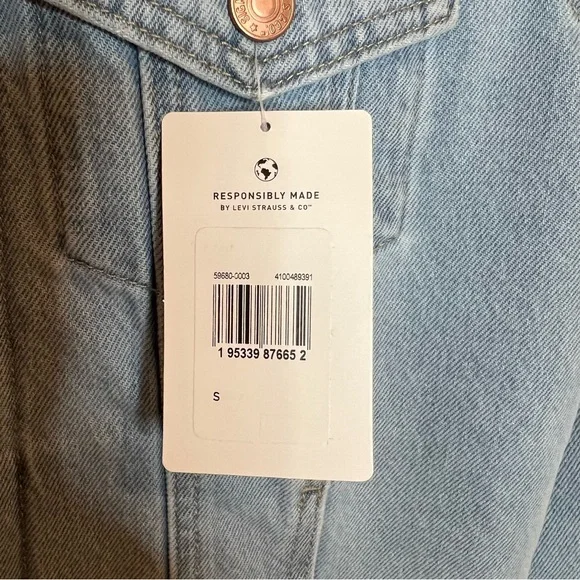 RESPONSIBLY MADE
BY LEVI STRAUSS & CO™
59680-0003 4100489391
1 95339 87665 2
S